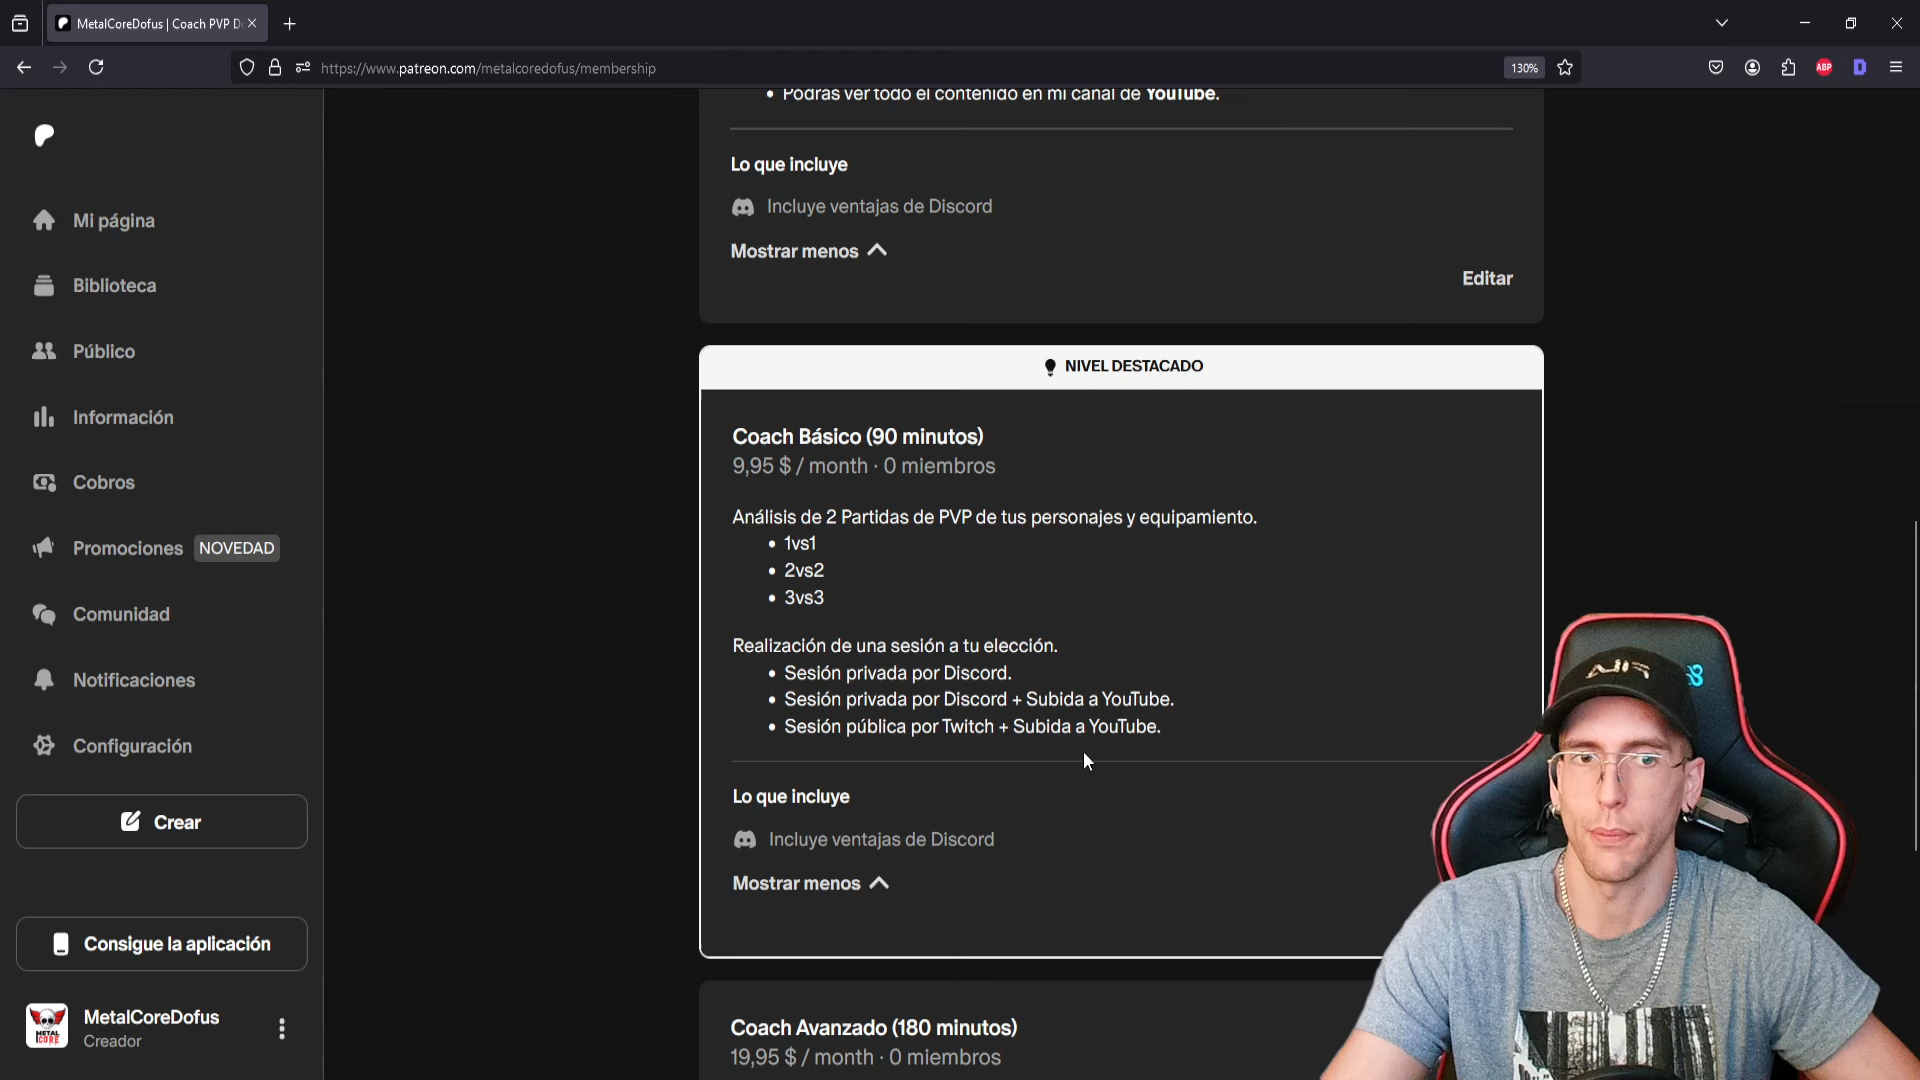 MetalCoreDofus | Coach PVP D
https://www.patreon.com/metalcoredofus/membership
130%
ABP
Mi página
Biblioteca
Público
Información
Cobros
Promociones NOVEDAD
Comunidad
Notificaciones
Configuración
Crear
Consigue la aplicación
METAL
CORE
MetalCoreDofus
Creador
Podrás ver todo el contenido en mi canal de YouTube.
Lo que incluye
Incluye ventajas de Discord
Mostrar menos
Editar
NIVEL DESTACADO
Coach Básico (90 minutos)
9,95 $ / month · 0 miembros
Análisis de 2 Partidas de PVP de tus personajes y equipamiento.
• 1vs1
• 2vs2
• 3vs3
Realización de una sesión a tu elección.
• Sesión privada por Discord.
• Sesión privada por Discord + Subida a YouTube.
• Sesión pública por Twitch + Subida a YouTube.
Lo que incluye
Incluye ventajas de Discord
Mostrar menos
Coach Avanzado (180 minutos)
19,95 $ / month · 0 miembros